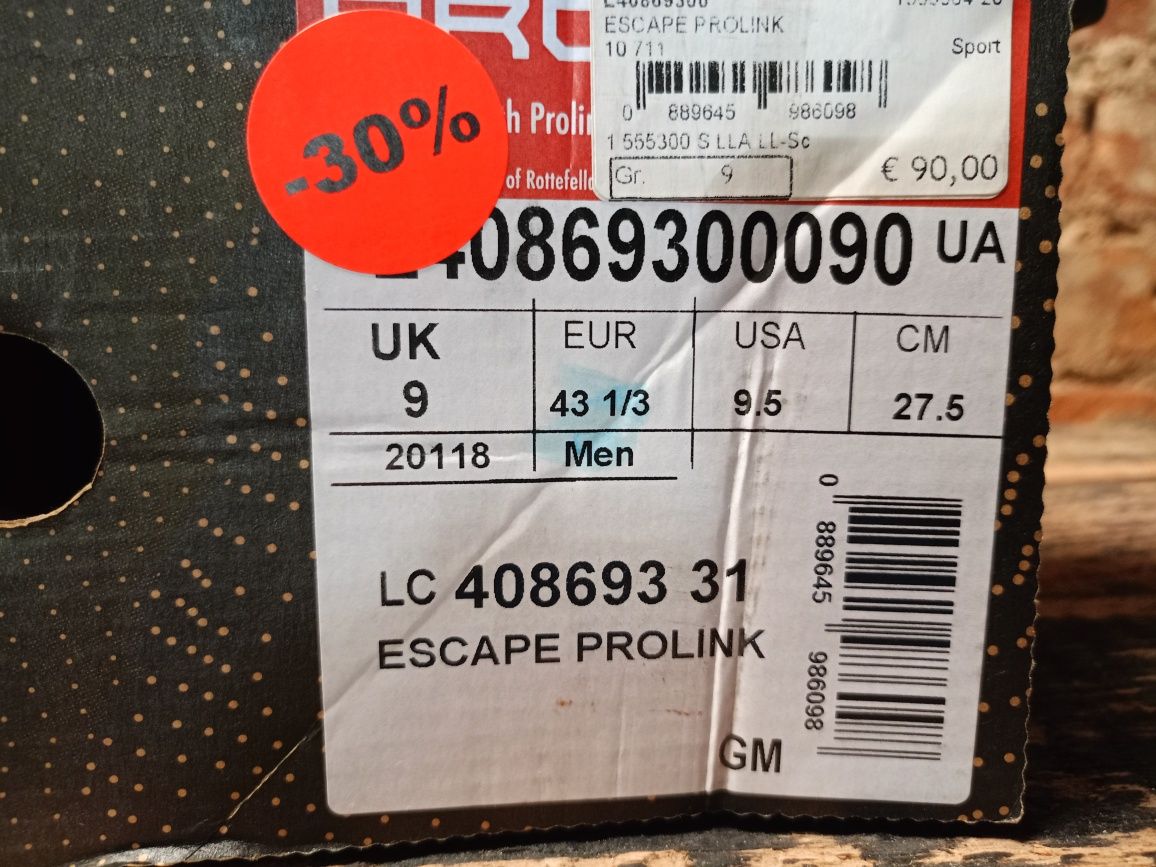 -30%
h Prolin
of Rottefella
ESCAPE PROLINK
10 / 11 Sport
0 889645 986098
1 555300 S LLA LL-Sc
Gr. 9
€ 90,00
40869300090 UA
UK EUR USA CM
9 43 1/3 9.5 27.5
20118 Men
LC 408693 31
ESCAPE PROLINK
0 889645 986098
GM